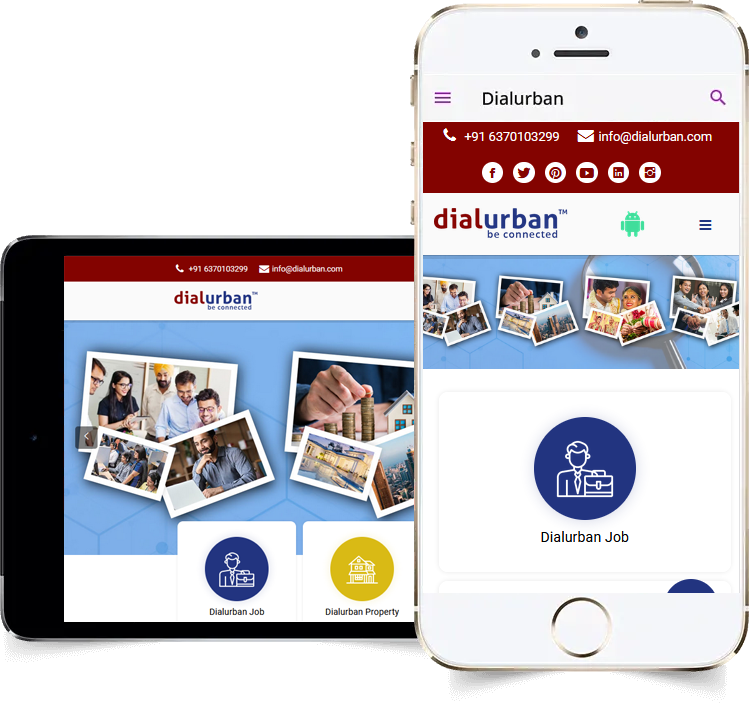 Dialurban
+91 6370103299 info@dialurban.com
dialurban™
be connected
Dialurban Job
+91 6370103299 info@dialurban.com
dialurban™
be connected
Dialurban Job Dialurban Property